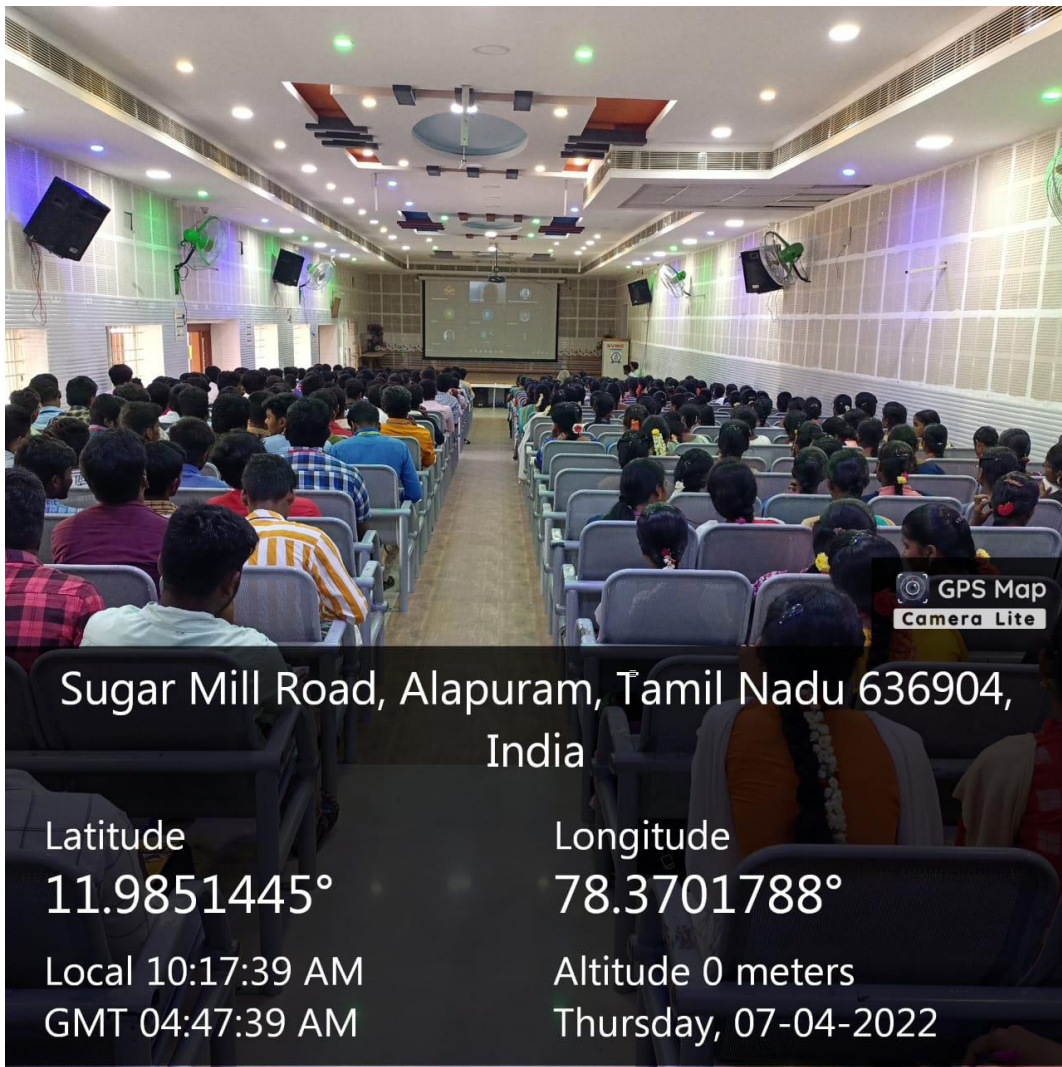 GPS Map
Camera Lite
Sugar Mill Road, Alapuram, Tamil Nadu 636904,
India
Latitude
11.9851445°
Longitude
78.3701788°
Local 10:17:39 AM
GMT 04:47:39 AM
Altitude 0 meters
Thursday, 07-04-2022